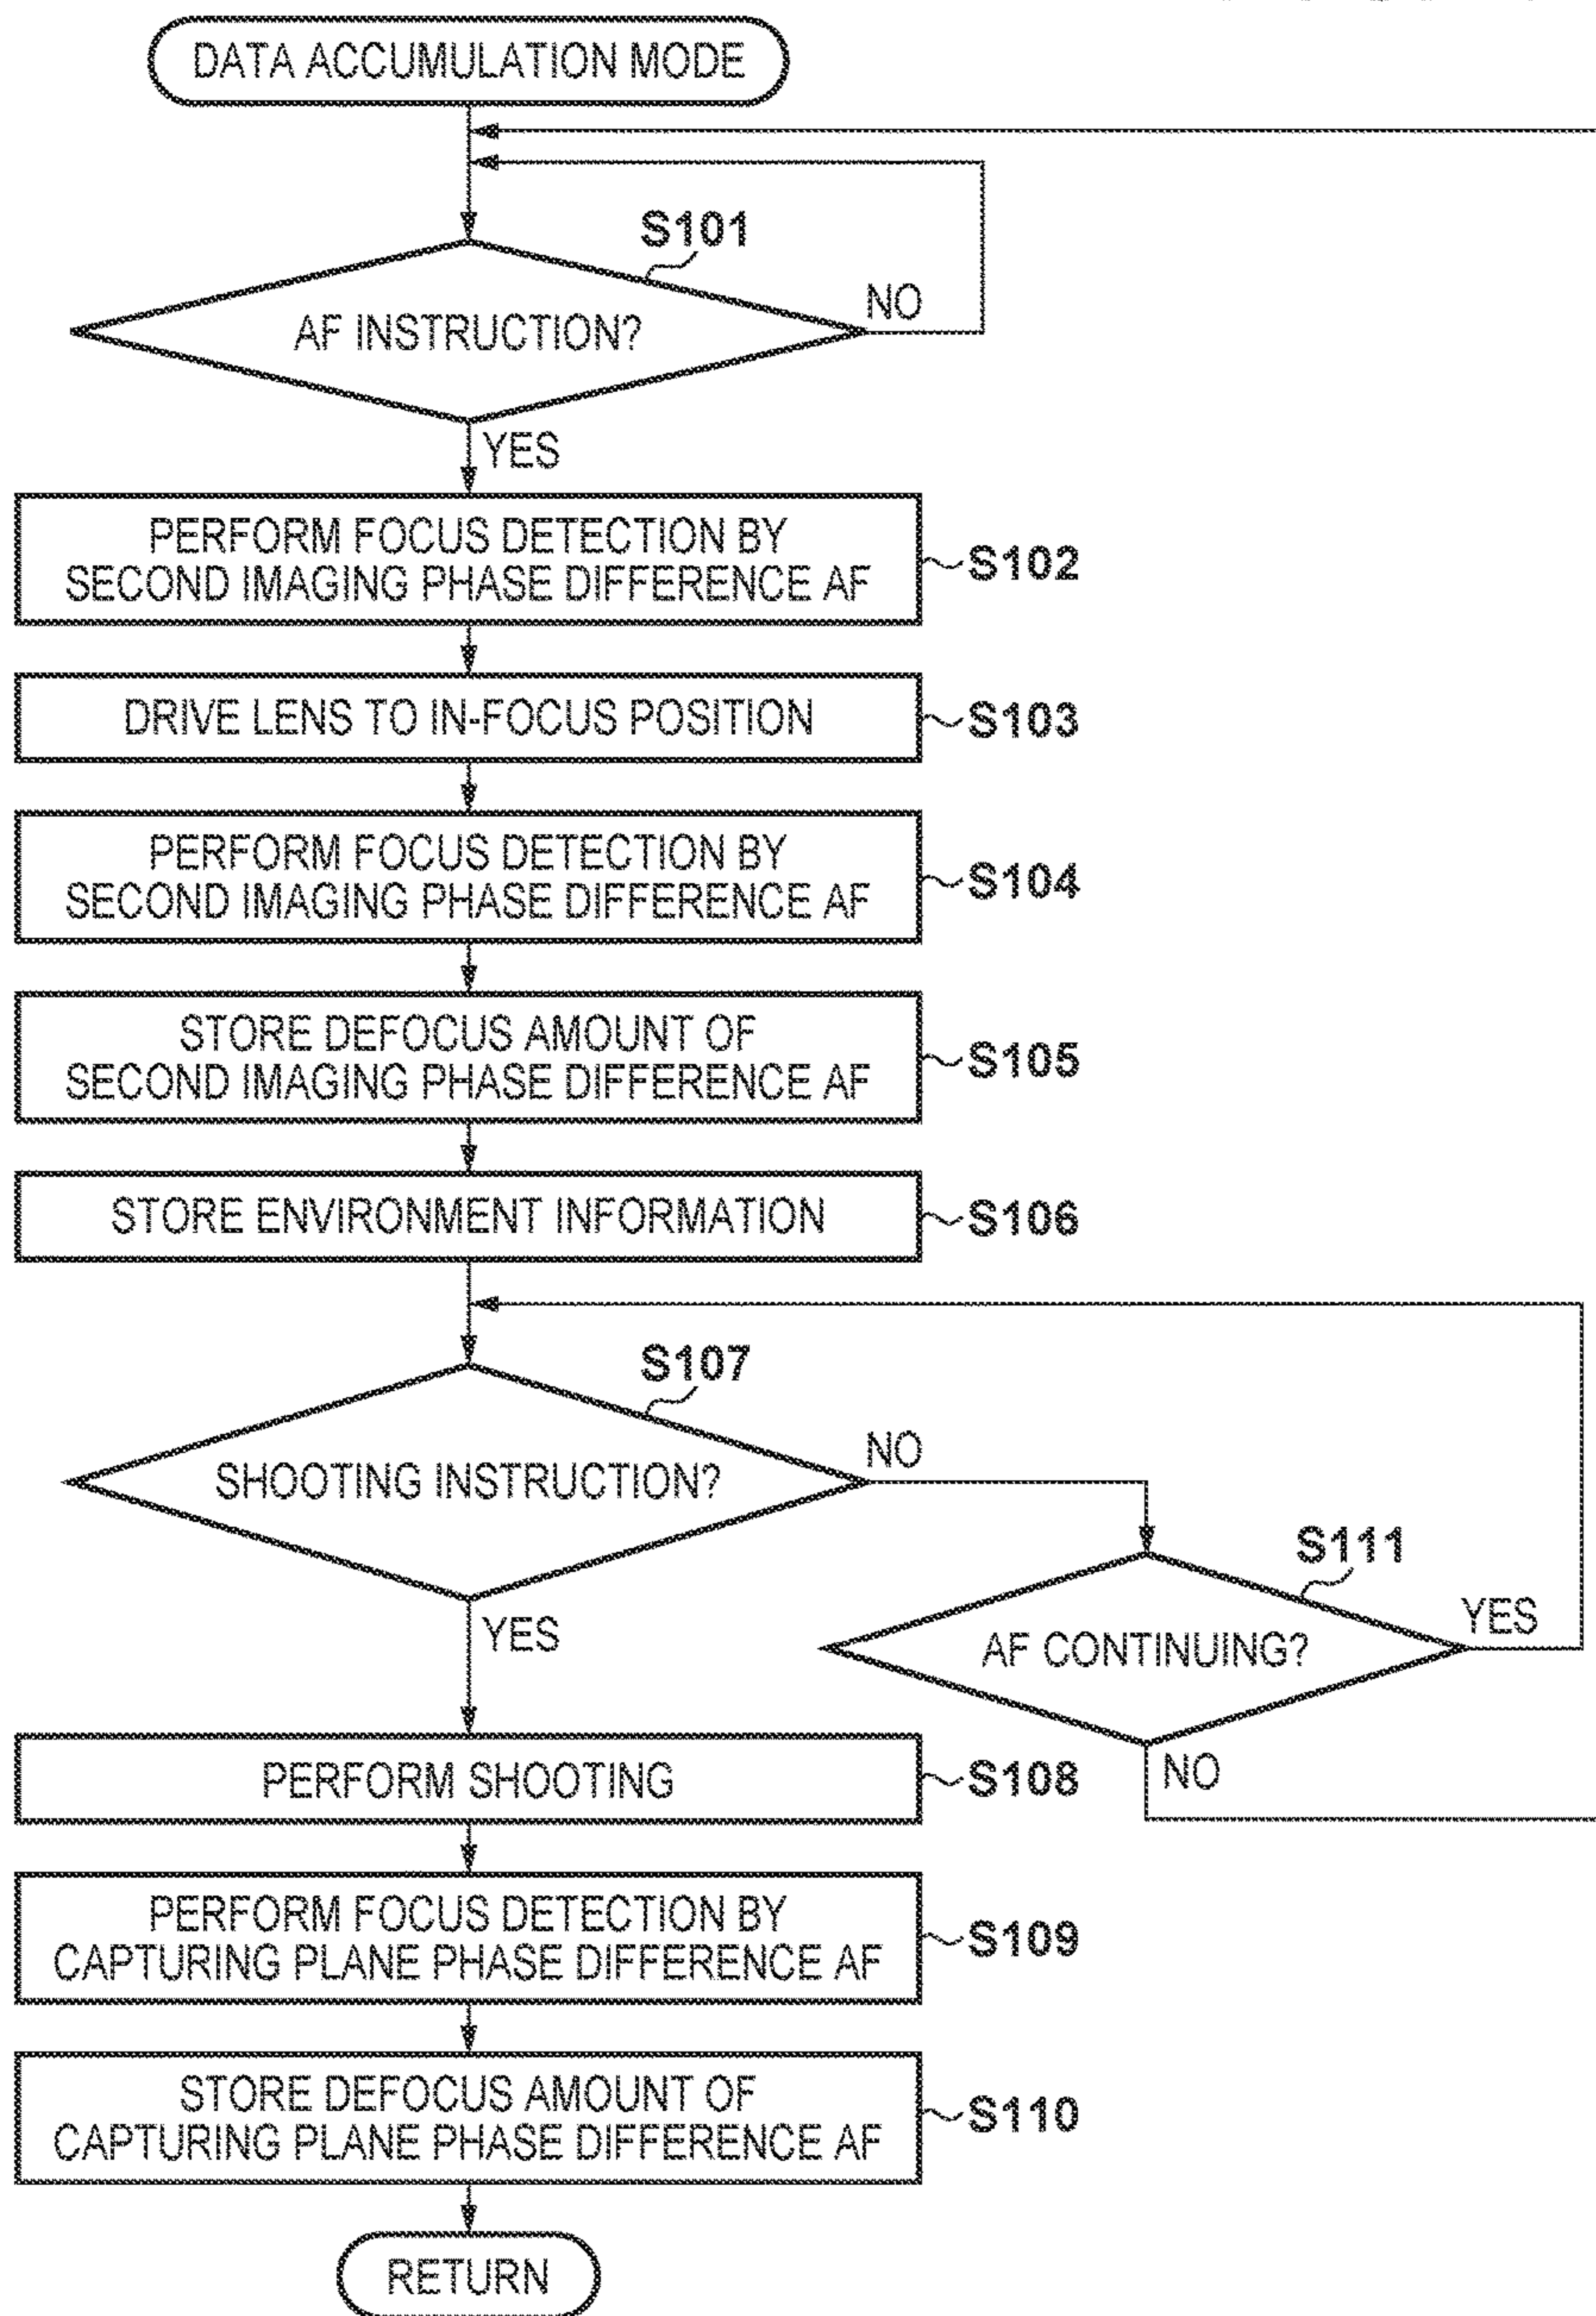 DATA ACCUMULATION MODE
S101
AF INSTRUCTION?
NO
YES
PERFORM FOCUS DETECTION BY
SECOND IMAGING PHASE DIFFERENCE AF
S102
DRIVE LENS TO IN-FOCUS POSITION
S103
PERFORM FOCUS DETECTION BY
SECOND IMAGING PHASE DIFFERENCE AF
S104
STORE DEFOCUS AMOUNT OF
SECOND IMAGING PHASE DIFFERENCE AF
S105
STORE ENVIRONMENT INFORMATION
S106
S107
SHOOTING INSTRUCTION?
NO
YES
S111
AF CONTINUING?
YES
NO
PERFORM SHOOTING
S108
PERFORM FOCUS DETECTION BY
CAPTURING PLANE PHASE DIFFERENCE AF
S109
STORE DEFOCUS AMOUNT OF
CAPTURING PLANE PHASE DIFFERENCE AF
S110
RETURN